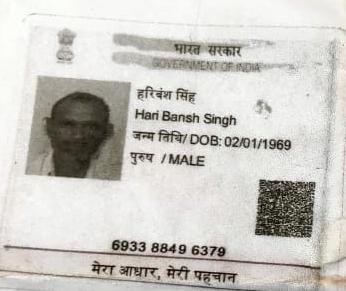 भारत सरकार
GOVERNMENT OF INDIA
हरिबंश सिंह
Hari Bansh Singh
जन्म तिथि/ DOB: 02/01/1969
पुरुष / MALE
6933 8849 6379
मेरा आधार, मेरी पहचान